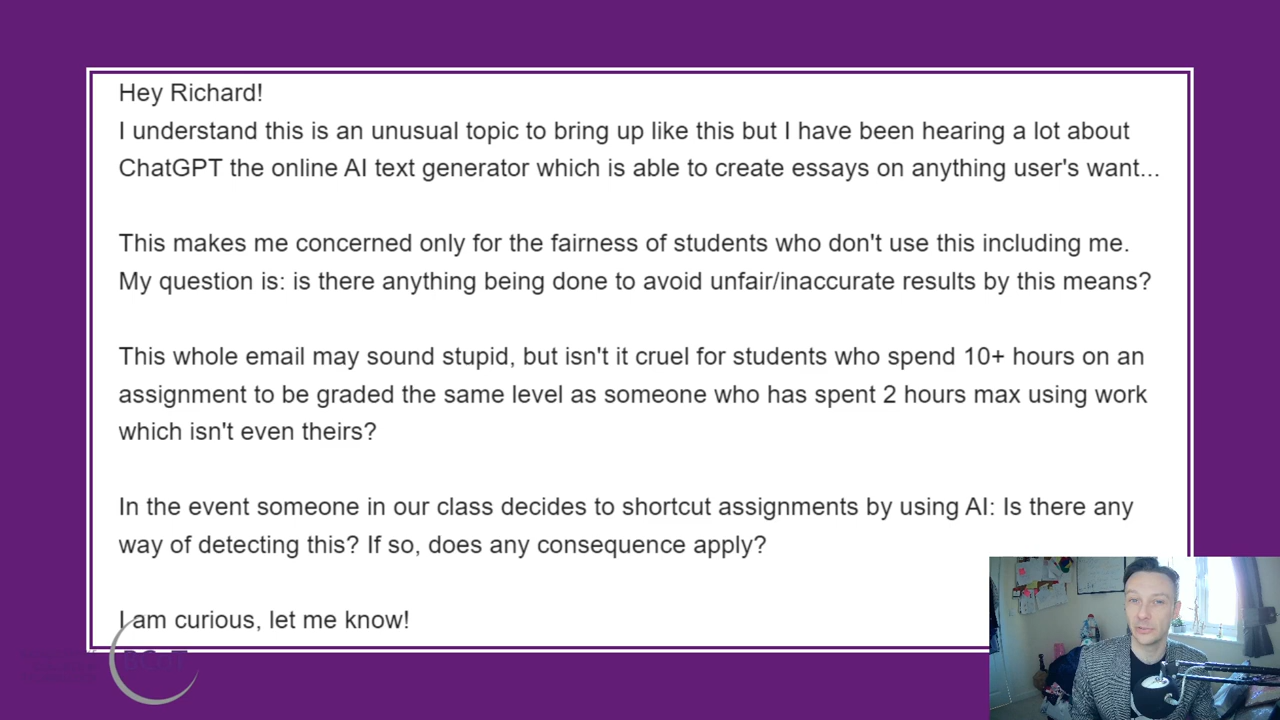 Hey Richard!
I understand this is an unusual topic to bring up like this but I have been hearing a lot about
ChatGPT the online AI text generator which is able to create essays on anything user's want...
This makes me concerned only for the fairness of students who don't use this including me.
My question is: is there anything being done to avoid unfair/inaccurate results by this means?
This whole email may sound stupid, but isn't it cruel for students who spend 10+ hours on an
assignment to be graded the same level as someone who has spent 2 hours max using work
which isn't even theirs?
In the event someone in our class decides to shortcut assignments by using AI: Is there any
way of detecting this? If so, does any consequence apply?
I am curious, let me know!